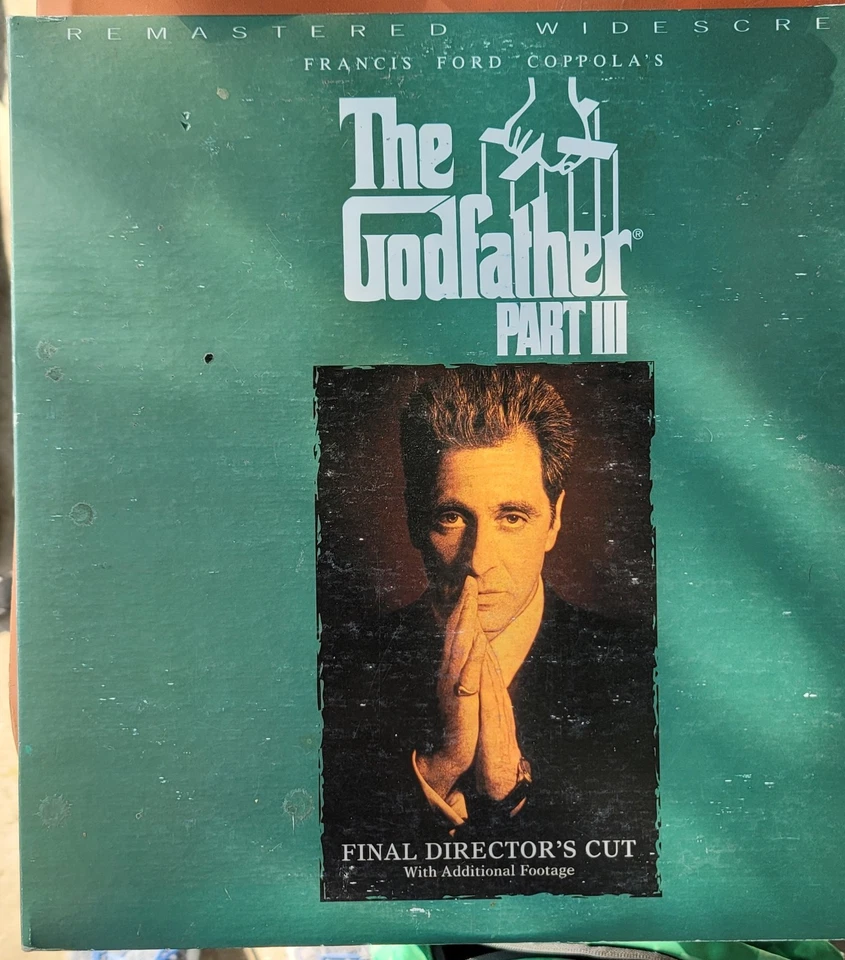 REMASTERED WIDESCRE
FRANCIS FORD COPPOLA'S
The
Godfather®
PART III
FINAL DIRECTOR'S CUT
With Additional Footage